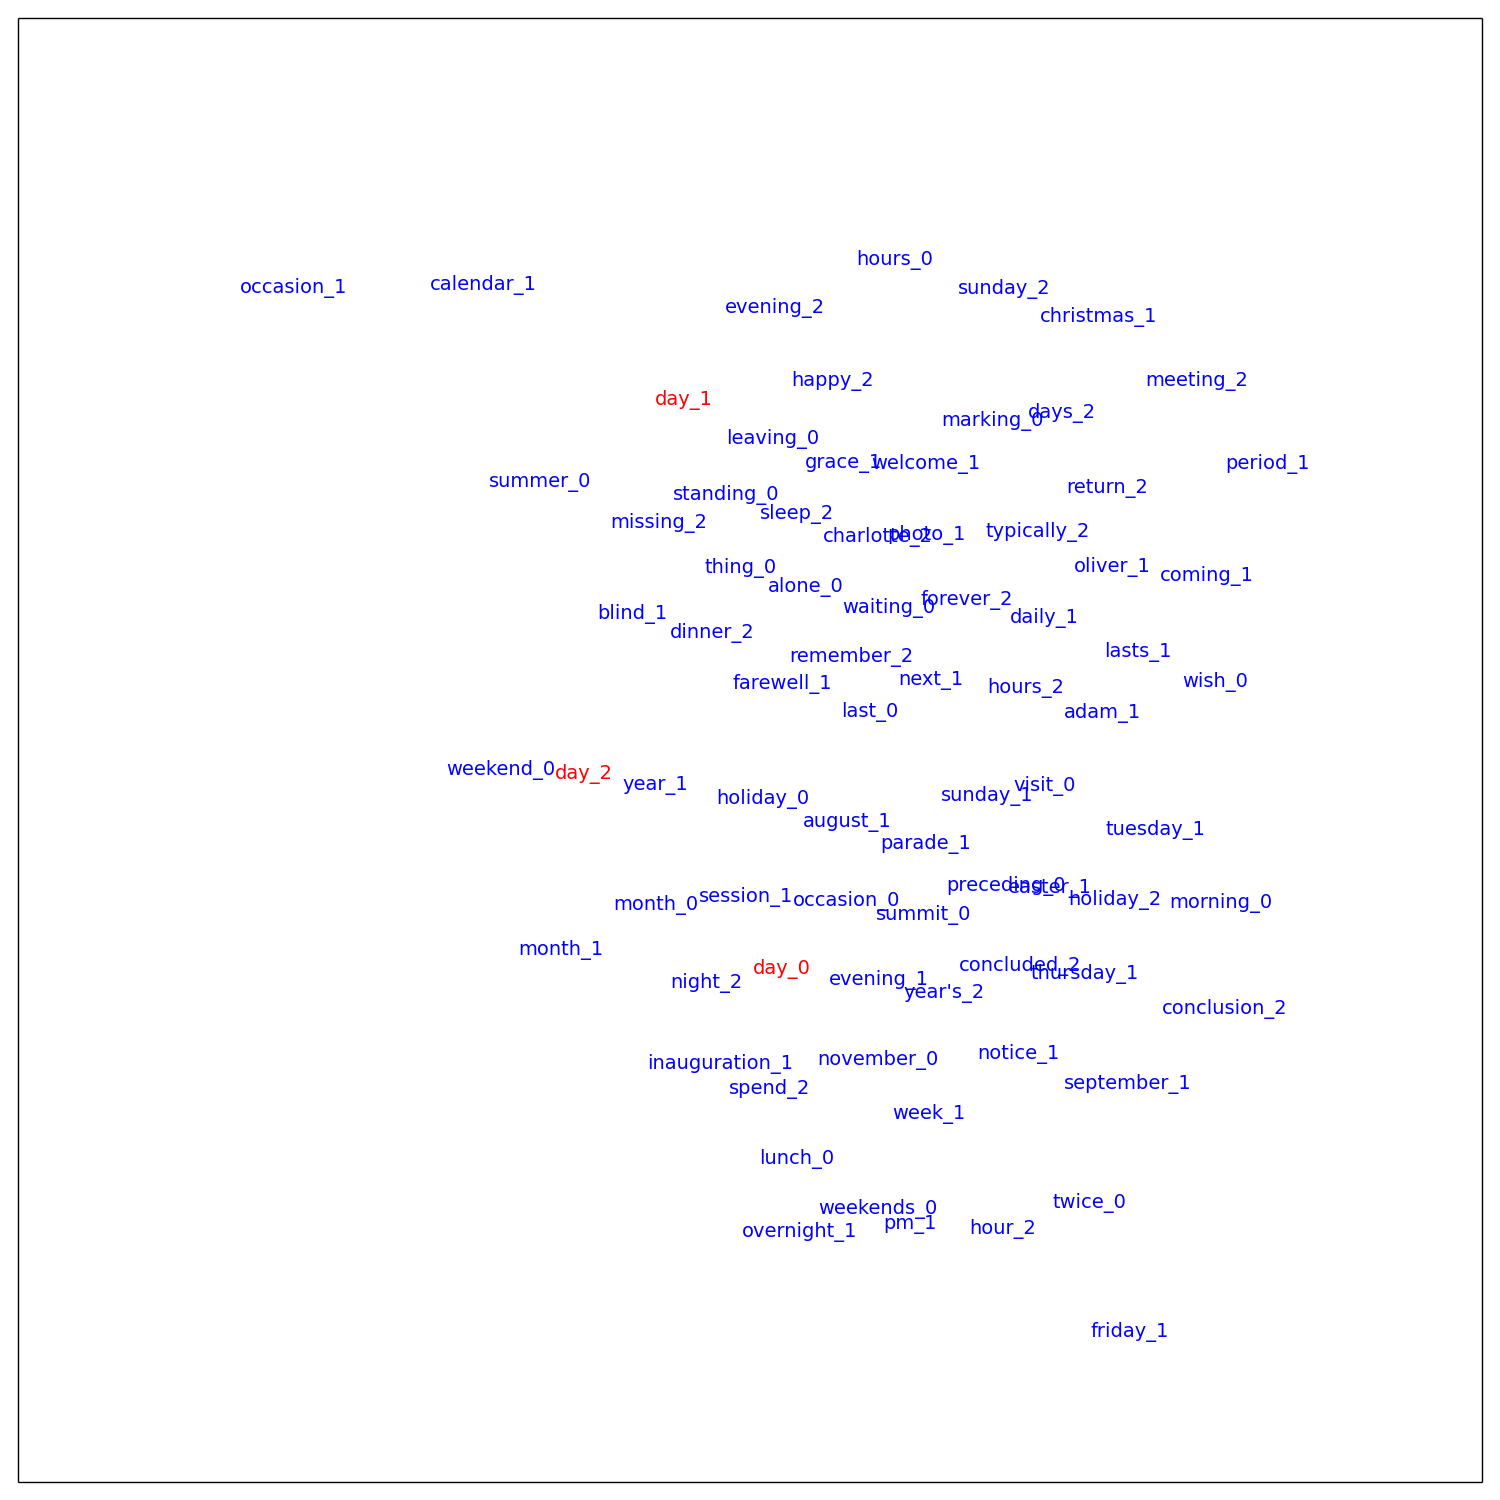 hours_0
occasion_1
calendar_1
sunday_2
evening_2
christmas_1
happy_2
meeting_2
day_1
marking_0
days_2
leaving_0
grace_1
welcome_1
period_1
summer_0
return_2
standing_0
sleep_2
missing_2
charlotte_2
photo_1
typically_2
thing_0
oliver_1
coming_1
alone_0
waiting_0
forever_2
blind_1
daily_1
dinner_2
remember_2
lasts_1
farewell_1
next_1
hours_2
wish_0
last_0
adam_1
weekend_0
day_2
year_1
visit_0
holiday_0
sunday_1
august_1
tuesday_1
parade_1
preceding_0
easter_1
session_1
occasion_0
holiday_2
morning_0
month_0
summit_0
month_1
day_0
concluded_2
thursday_1
night_2
evening_1
year's_2
conclusion_2
inauguration_1
november_0
notice_1
spend_2
september_1
week_1
lunch_0
weekends_0
twice_0
overnight_1
pm_1
hour_2
friday_1